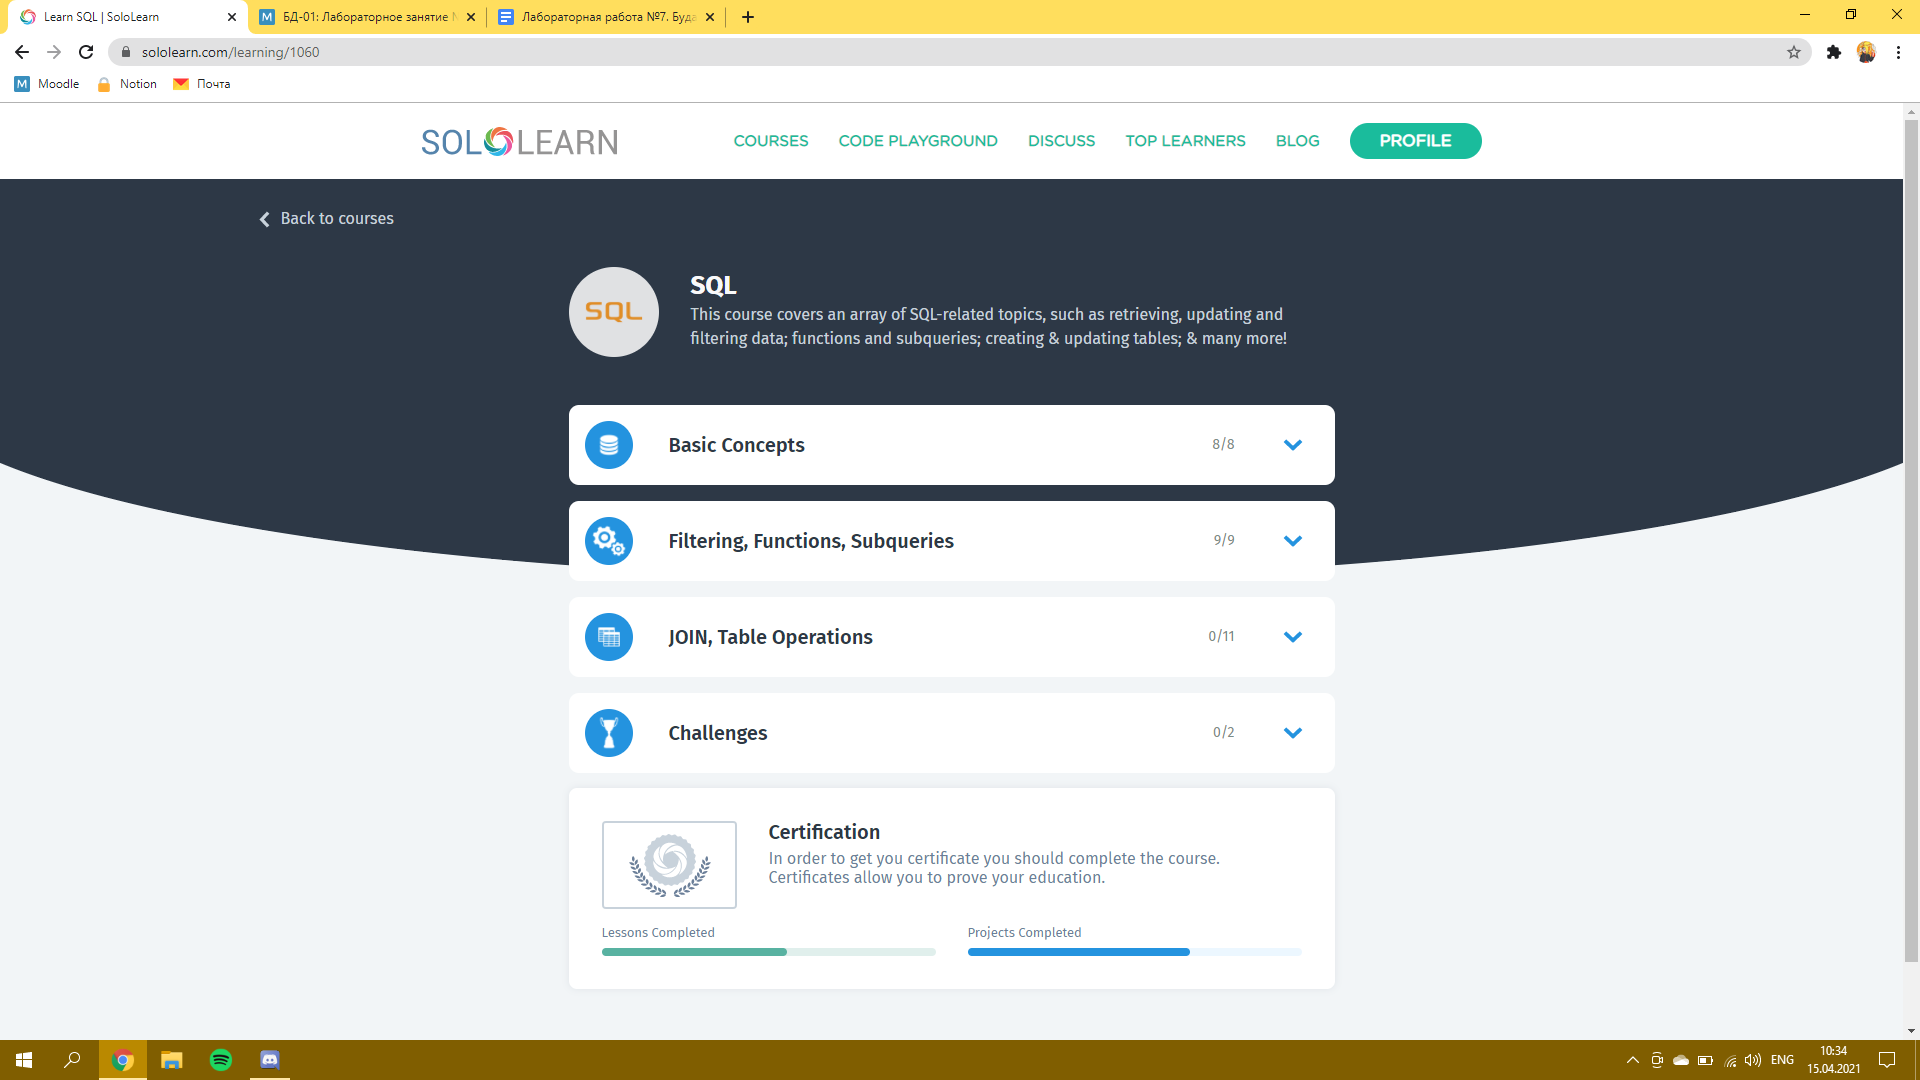 Learn SQL | SoloLearn
БД-01: Лабораторное занятие
Лабораторная работа №7. Буда
sololearn.com/learning/1060
Moodle
Notion
Почта
SOLOLEARN
COURSES
CODE PLAYGROUND
DISCUSS
TOP LEARNERS
BLOG
PROFILE
Back to courses
SQL
SQL
This course covers an array of SQL-related topics, such as retrieving, updating and
filtering data; functions and subqueries; creating & updating tables; & many more!
Basic Concepts
8/8
Filtering, Functions, Subqueries
9/9
JOIN, Table Operations
0/11
Challenges
0/2
Certification
In order to get you certificate you should complete the course.
Certificates allow you to prove your education.
Lessons Completed
Projects Completed
ENG
10:34
15.04.2021